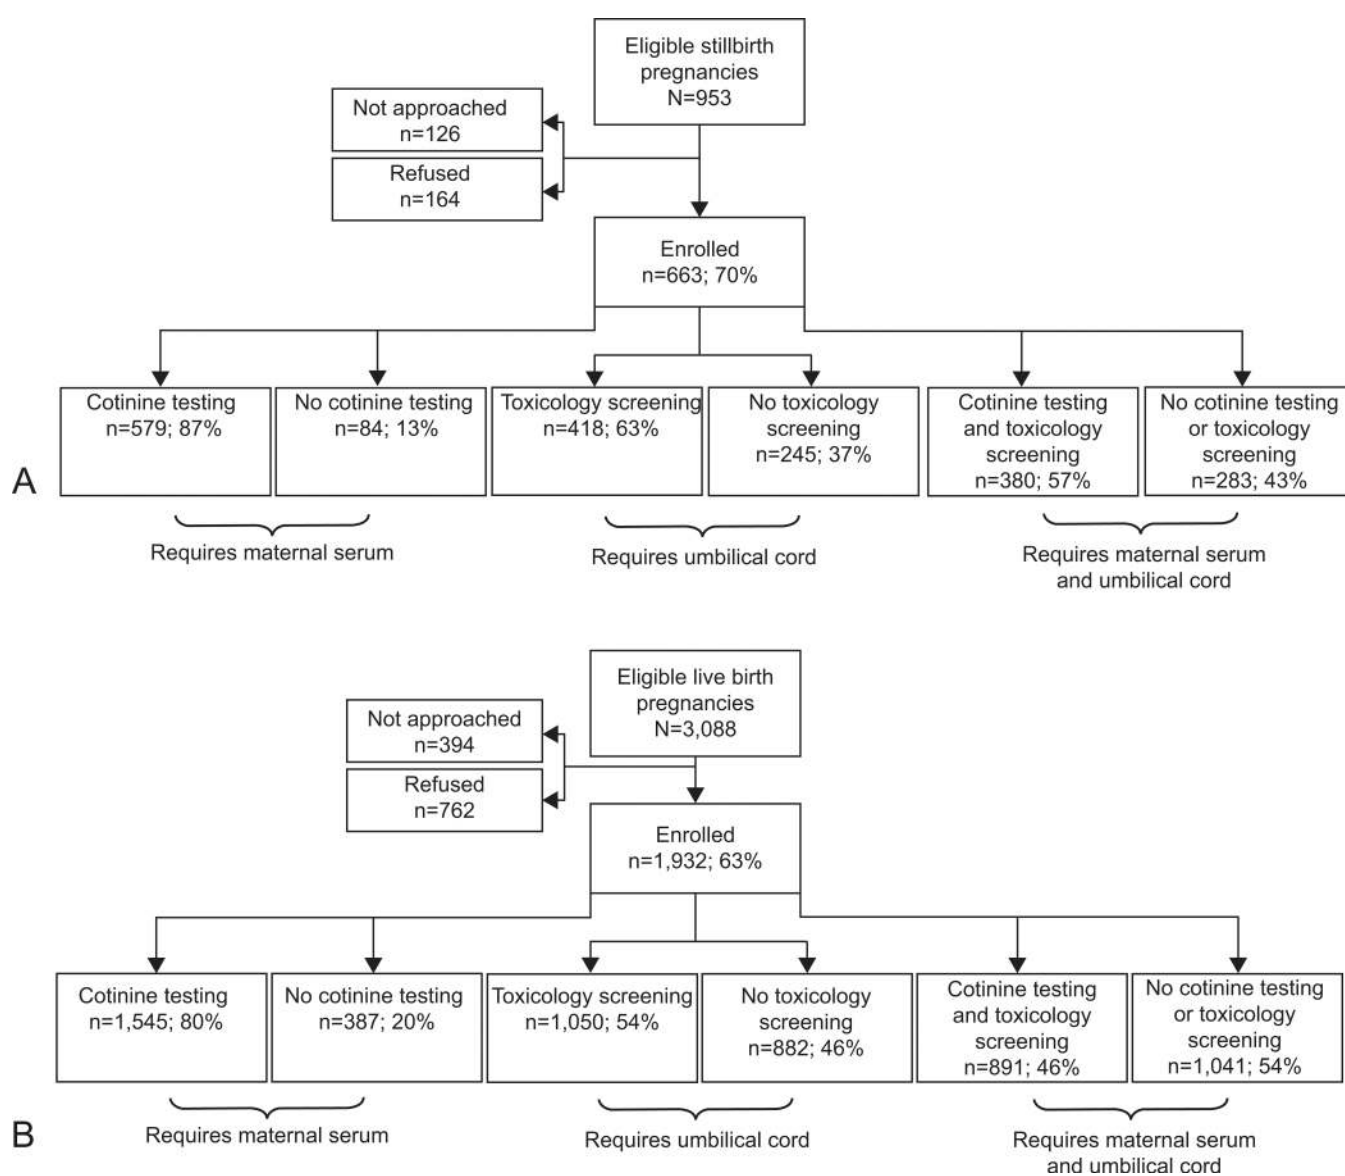 Eligible stillbirth
pregnancies
N=953
Not approached
n=126
Refused
n=164
Enrolled
n=663; 70%
Cotinine testing
n=579; 87%
No cotinine testing
n=84; 13%
Toxicology screening
n=418; 63%
No toxicology
screening
n=245; 37%
Cotinine testing
and toxicology
screening
n=380; 57%
No cotinine testing
or toxicology
screening
n=283; 43%
A
Requires maternal serum
Requires umbilical cord
Requires maternal serum
and umbilical cord
Eligible live birth
pregnancies
N=3,088
Not approached
n=394
Refused
n=762
Enrolled
n=1,932; 63%
Cotinine testing
n=1,545; 80%
No cotinine testing
n=387; 20%
Toxicology screening
n=1,050; 54%
No toxicology
screening
n=882; 46%
Cotinine testing
and toxicology
screening
n=891; 46%
No cotinine testing
or toxicology
screening
n=1,041; 54%
B
Requires maternal serum
Requires umbilical cord
Requires maternal serum
and umbilical cord